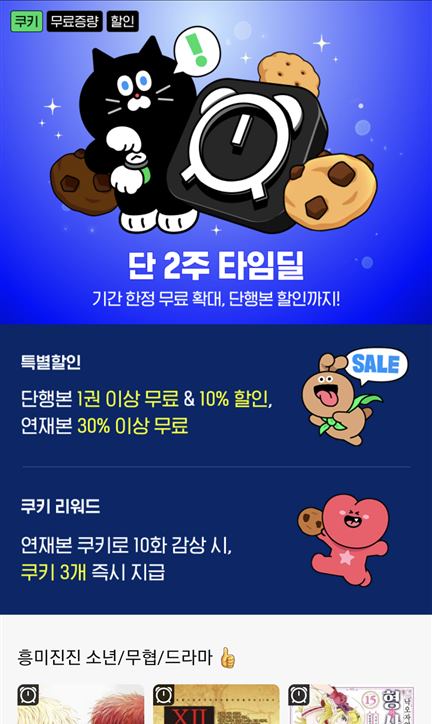 쿠키 무료증량 할인
!
단 2주 타임딜
기간 한정 무료 확대, 단행본 할인까지!
특별할인
SALE
단행본 1권 이상 무료 & 10% 할인,
연재본 30% 이상 무료
쿠키 리워드
연재본 쿠키로 10화 감상 시,
쿠키 3개 즉시 지급
흥미진진 소년/무협/드라마 👍
XII
15